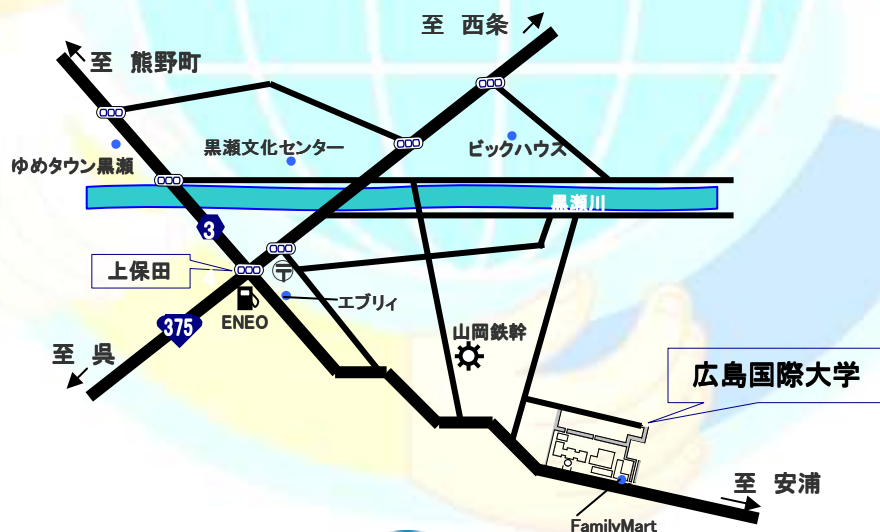 至 西条
至 熊野町
黒瀬文化センター
ビックハウス
ゆめタウン黒瀬
黒瀬川
3
上保田
〒
エブリィ
ENEO
375
山岡鉄幹
至 呉
広島国際大学
至 安浦
FamilyMart